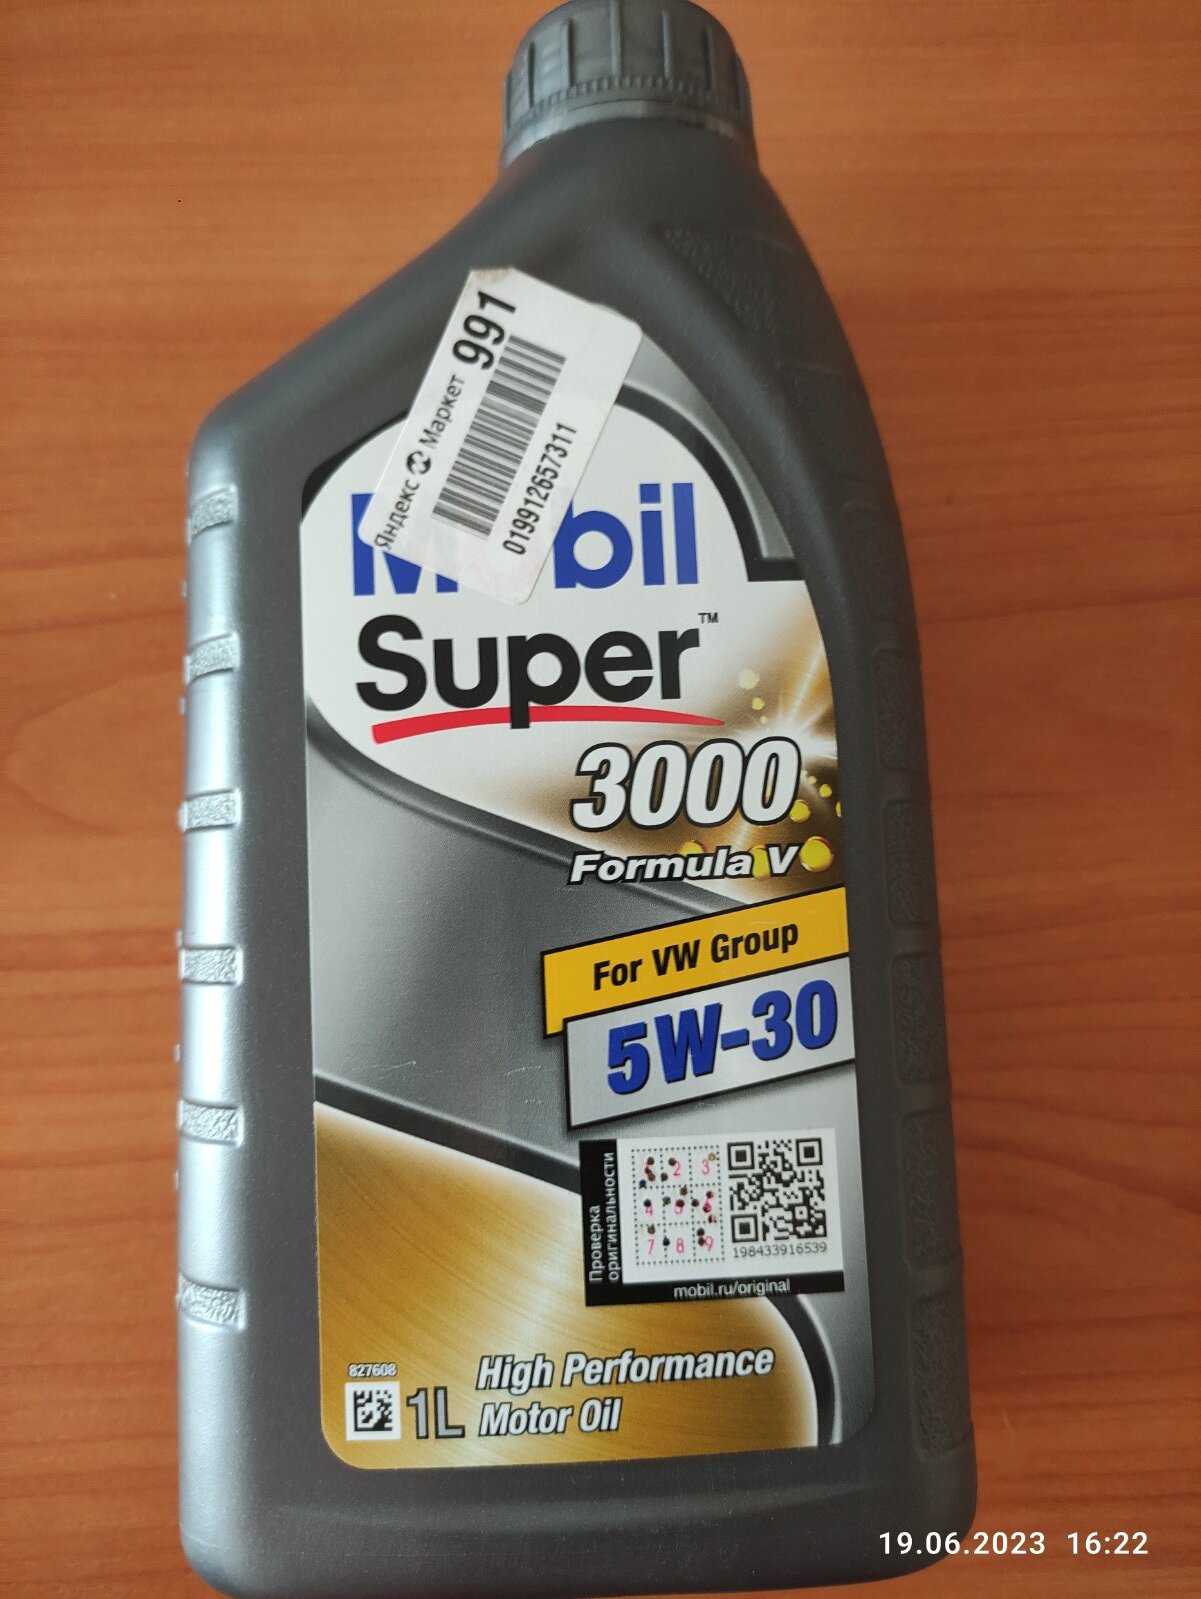 991
Яндекс Маркет
019912657311
Mobil
Super™
3000
Formula V
For VW Group
5W-30
Проверка
оригинальности
2 3
4 5 6
7 8 9
198433916539
mobil.ru/original
827608
1L
High Performance
Motor Oil
19.06.2023 16:22